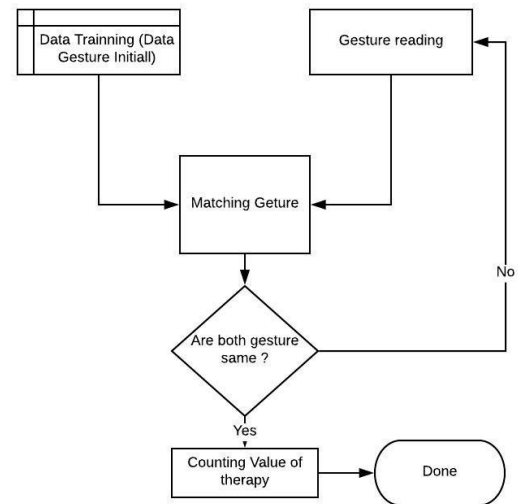 Data Trainning (Data
Gesture Initiall)
Gesture reading
Matching Geture
Are both gesture
same ?
No
Yes
Counting Value of
therapy
Done